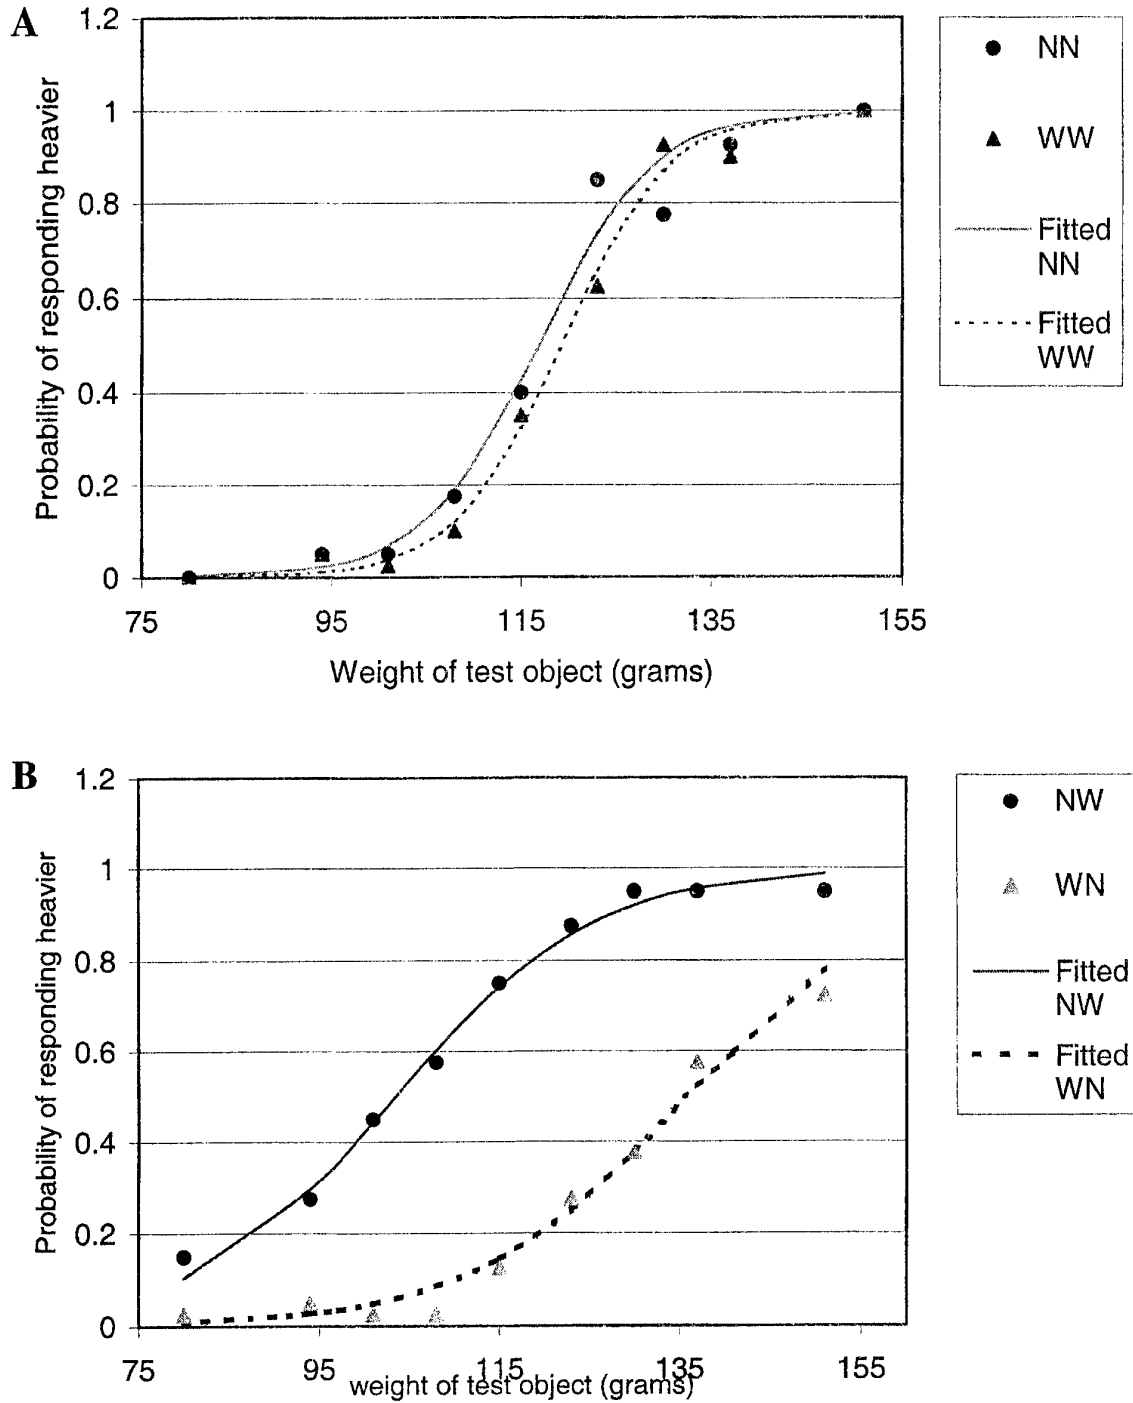 A
1.2
1
0.8
0.6
0.4
0.2
0
Probability of responding heavier
75 95 115 135 155
Weight of test object (grams)
NN
WW
Fitted
NN
Fitted
WW
B
1.2
1
0.8
0.6
0.4
0.2
0
Probability of responding heavier
75 95 115 135 155
weight of test object (grams)
NW
WN
Fitted
NW
Fitted
WN